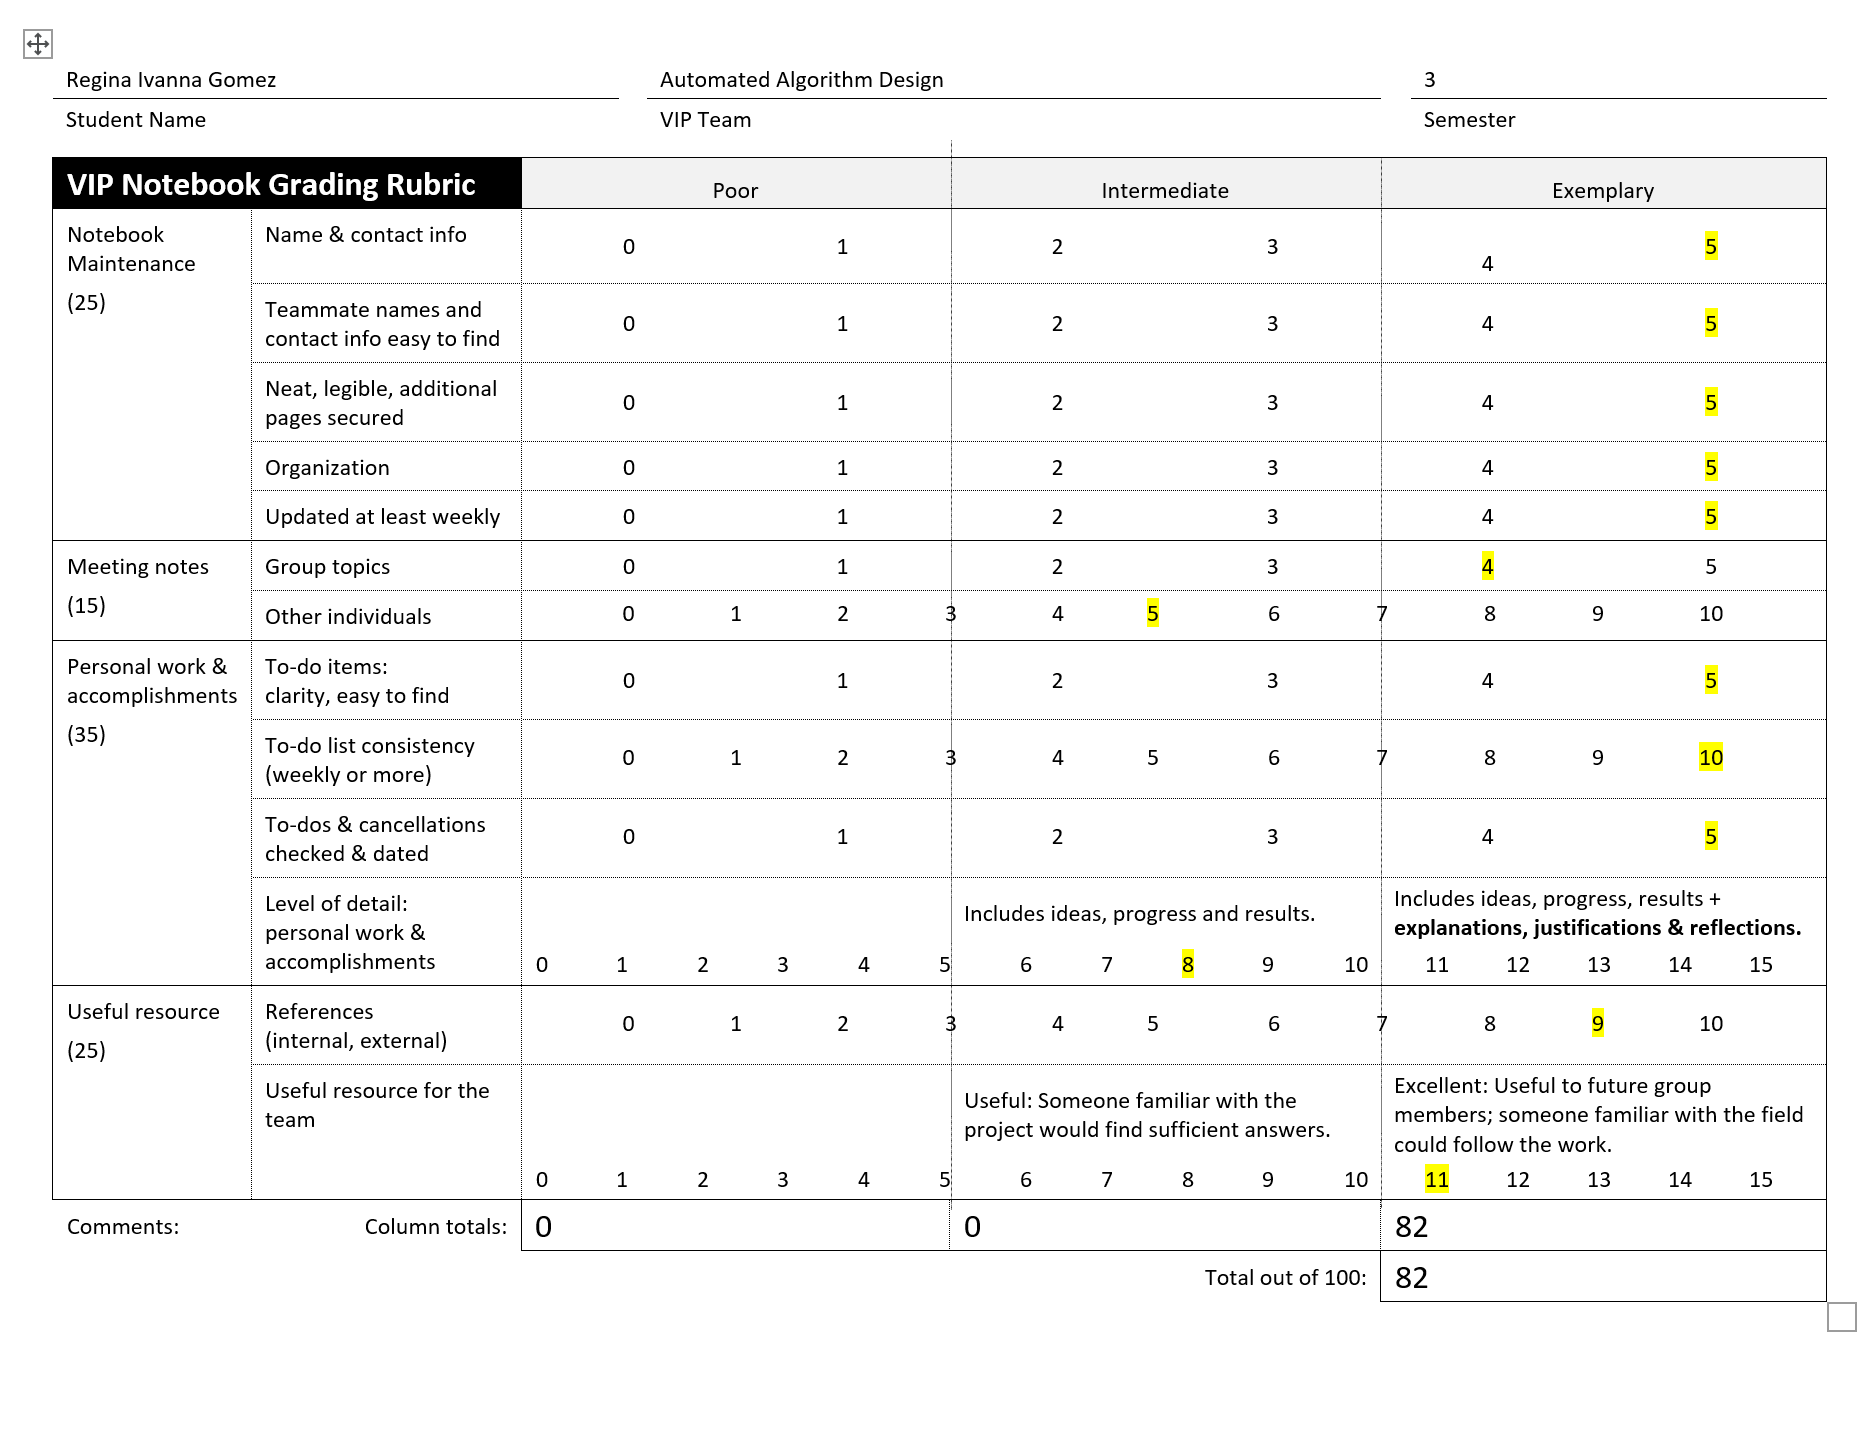 Regina Ivanna Gomez
Automated Algorithm Design
3
Student Name
VIP Team
Semester
VIP Notebook Grading Rubric
Poor
Intermediate
Exemplary
Notebook
Maintenance
(25)
Name & contact info
0 1 2 3 4 5
Teammate names and
contact info easy to find
0 1 2 3 4 5
Neat, legible, additional
pages secured
0 1 2 3 4 5
Organization
0 1 2 3 4 5
Updated at least weekly
0 1 2 3 4 5
Meeting notes
(15)
Group topics
0 1 2 3 4 5
Other individuals
0 1 2 3 4 5 6 7 8 9 10
Personal work &
accomplishments
(35)
To-do items:
clarity, easy to find
0 1 2 3 4 5
To-do list consistency
(weekly or more)
0 1 2 3 4 5 6 7 8 9 10
To-dos & cancellations
checked & dated
0 1 2 3 4 5
Level of detail:
personal work &
accomplishments
Includes ideas, progress and results.
Includes ideas, progress, results +
explanations, justifications & reflections.
0 1 2 3 4 5 6 7 8 9 10 11 12 13 14 15
Useful resource
(25)
References
(internal, external)
0 1 2 3 4 5 6 7 8 9 10
Useful resource for the
team
Useful: Someone familiar with the
project would find sufficient answers.
Excellent: Useful to future group
members; someone familiar with the field
could follow the work.
0 1 2 3 4 5 6 7 8 9 10 11 12 13 14 15
Comments:
Column totals:
0
0
82
Total out of 100:
82